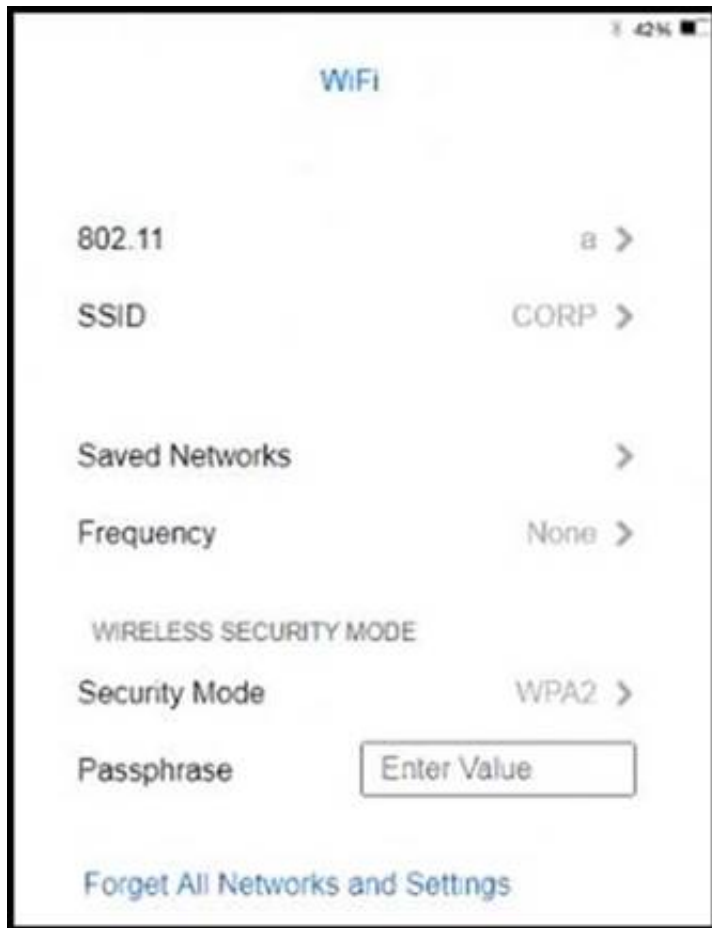 42%
WiFi
802.11 a
SSID CORP
Saved Networks
Frequency None
WIRELESS SECURITY MODE
Security Mode WPA2
Passphrase Enter Value
Forget All Networks and Settings